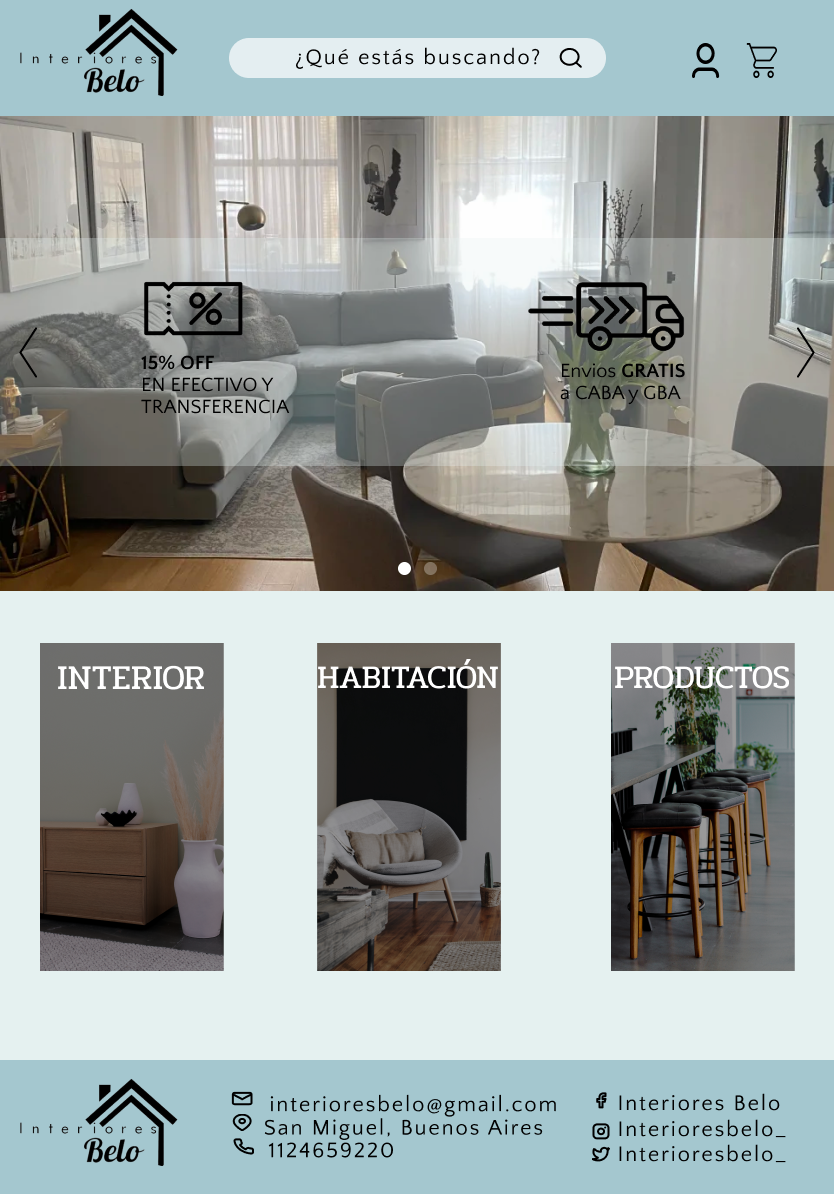 Interiores
Belo
¿Qué estás buscando?
15% OFF
EN EFECTIVO Y
TRANSFERENCIA
Envios GRATIS
a CABA y GBA
INTERIOR
HABITACIÓN
PRODUCTOS
Interiores
Belo
interioresbelo@gmail.com
San Miguel, Buenos Aires
1124659220
Interiores Belo
Interioresbelo_
Interioresbelo_